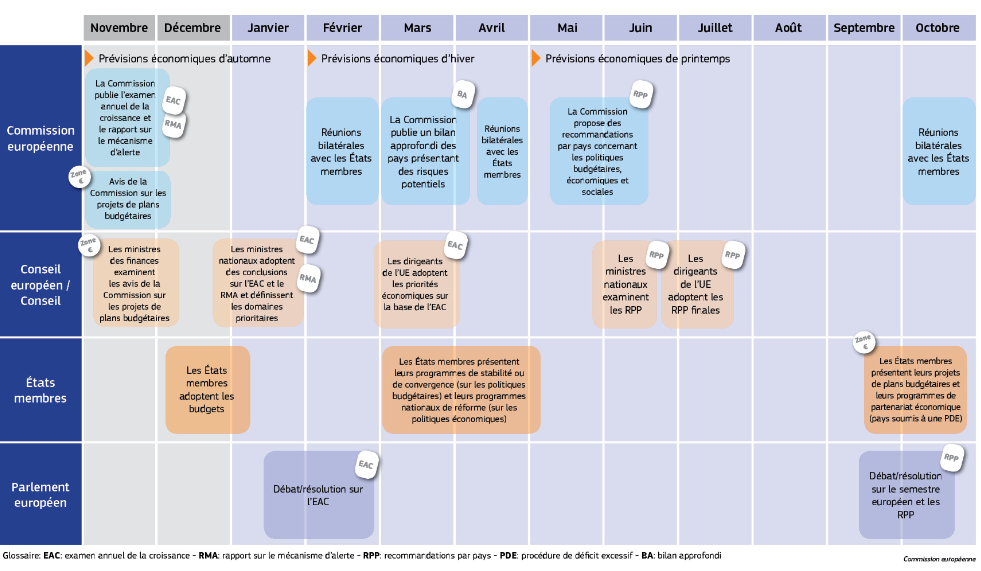 Novembre Décembre Janvier Février Mars Avril Mai Juin Juillet Août Septembre Octobre
Prévisions économiques d'automne
Prévisions économiques d'hiver
Prévisions économiques de printemps
Commission
européenne
La Commission
publie l'examen
annuel de la
croissance et
le rapport sur
le mécanisme
d'alerte
EAC
RMA
Zone
€
Avis de la
Commission sur les
projets de plans
budgétaires
Réunions
bilatérales
avec les États
membres
BA
La Commission
publie un bilan
approfondi des
pays présentant
des risques
potentiels
Réunions
bilatérales
avec les
États
membres
RPP
La Commission
propose des
recommandations
par pays concernant
les politiques
budgétaires,
économiques et
sociales
Réunions
bilatérales
avec les États
membres
Conseil
européen /
Conseil
Zone
€
Les ministres
des finances
examinent
les avis de la
Commission sur
les projets de
plans budgétaires
Les ministres
nationaux adoptent
des conclusions
sur l'EAC et le
RMA et définissent
les domaines
prioritaires
EAC
RMA
EAC
Les dirigeants
de l'UE adoptent
les priorités
économiques sur
la base de l'EAC
Les
ministres
nationaux
examinent
les RPP
RPP
Les
dirigeants
de l'UE
adoptent les
RPP finales
RPP
États
membres
Les États
membres
adoptent les
budgets
Les États membres présentent
leurs programmes de stabilité ou
de convergence (sur les politiques
budgétaires) et leurs programmes
nationaux de réforme (sur les
politiques économiques)
Zone
€
Les États membres
présentent leurs projets
de plans budgétaires et
leurs programmes de
partenariat économique
(pays soumis à une PDE)
Parlement
européen
EAC
Débat/résolution sur
l'EAC
RPP
Débat/résolution
sur le semestre
européen et les
RPP
Glossaire: EAC: examen annuel de la croissance – RMA: rapport sur le mécanisme d'alerte – RPP: recommandations par pays – PDE: procédure de déficit excessif – BA: bilan approfondi
Commission européenne